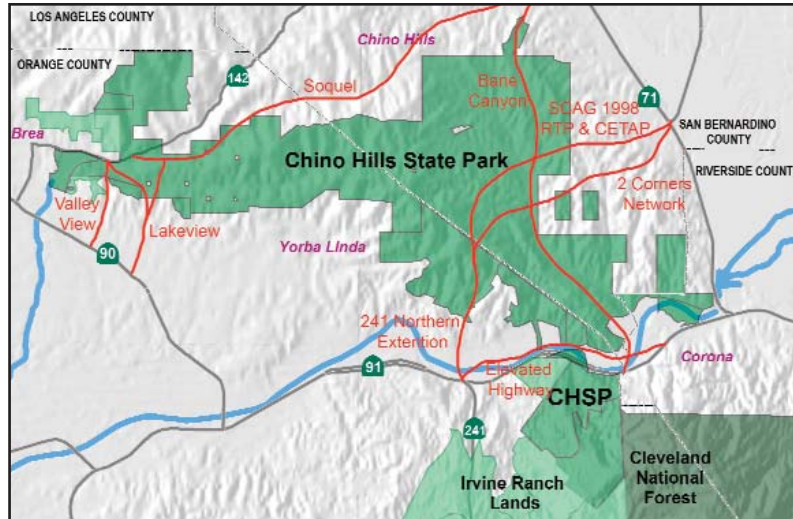 LOS ANGELES COUNTY
ORANGE COUNTY
Chino Hills
142
Soquel
Bane
Canyon
71
SCAG 1998
RTP & CETAP
SAN BERNARDINO
COUNTY
RIVERSIDE COUNT
Brea
Chino Hills State Park
2 Corners
Network
Valley
View
Lakeview
90
Yorba LInda
241 Northern
Extention
91
Elevated
Highway
Corona
CHSP
241
Irvine Ranch
Lands
Cleveland
National
Forest